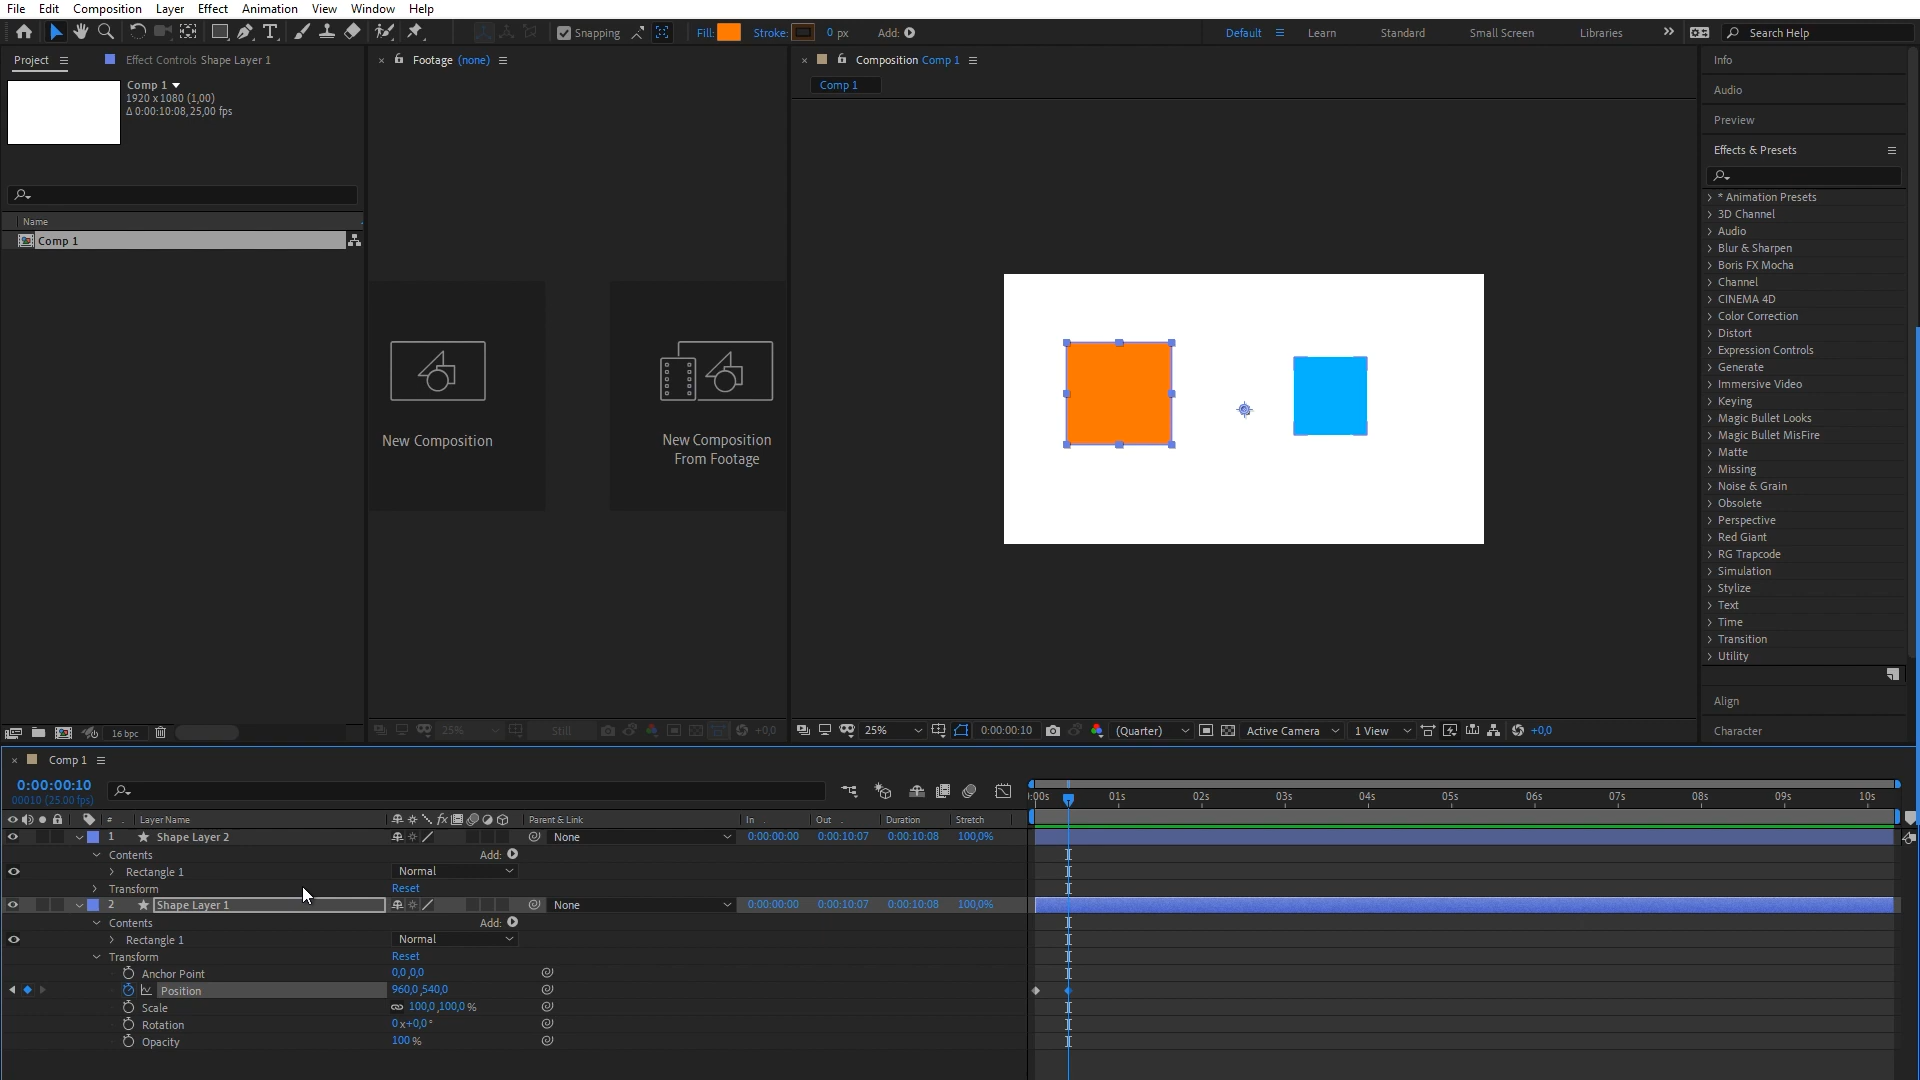 File Edit Composition Layer Effect Animation View Window Help
Snapping Fill: Stroke: 0 px Add: Default Learn Standard Small Screen Libraries Search Help
Project Effect Controls Shape Layer 1
Comp 1
1920 x 1080 (1,00)
Δ 0:00:10:08, 25,00 fps
Name
Comp 1
16 bpc
Footage (none)
New Composition
New Composition
From Footage
25% Still +0,0
Composition Comp 1
Comp 1
25% 0:00:00:10 (Quarter) Active Camera 1 View +0,0
Info
Audio
Preview
Effects & Presets
* Animation Presets
3D Channel
Audio
Blur & Sharpen
Boris FX Mocha
Channel
CINEMA 4D
Color Correction
Distort
Expression Controls
Generate
Immersive Video
Keying
Magic Bullet Looks
Magic Bullet MisFire
Matte
Missing
Noise & Grain
Obsolete
Perspective
Red Giant
RG Trapcode
Simulation
Stylize
Text
Time
Transition
Utility
Align
Character
Comp 1
0:00:00:10
00010 (25.00 fps)
:00s 01s 02s 03s 04s 05s 06s 07s 08s 09s 10s
# Layer Name fx Parent & Link In Out Duration Stretch
1 Shape Layer 2 None 0:00:00:00 0:00:10:07 0:00:10:08 100,0%
Contents Add:
Rectangle 1 Normal
Transform Reset
2 Shape Layer 1 None 0:00:00:00 0:00:10:07 0:00:10:08 100,0%
Contents Add:
Rectangle 1 Normal
Transform Reset
Anchor Point 0,0,0,0
Position 960,0,540,0
Scale 100,0,100,0 %
Rotation 0x+0,0°
Opacity 100 %